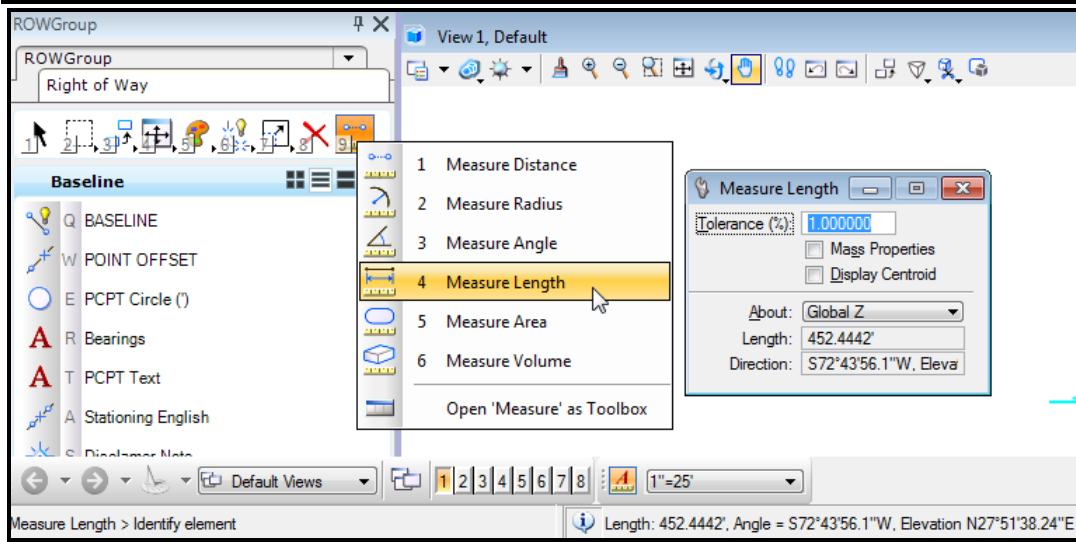 ROWGroup
ROWGroup
Right of Way
1 2 3 4 5 6 7 8 9
Baseline
Q BASELINE
W POINT OFFSET
E PCPT Circle (')
A R Bearings
A T PCPT Text
A Stationing English
S Disclamer Note
View 1, Default
1 Measure Distance
2 Measure Radius
3 Measure Angle
4 Measure Length
5 Measure Area
6 Measure Volume
Open 'Measure' as Toolbox
Measure Length
Tolerance (%): 1.000000
Mass Properties
Display Centroid
About: Global Z
Length: 452.4442'
Direction: S72°43'56.1"W, Eleva
Default Views
1 2 3 4 5 6 7 8
A
1"=25'
Measure Length > Identify element
Length: 452.4442', Angle = S72°43'56.1"W, Elevation N27°51'38.24"E